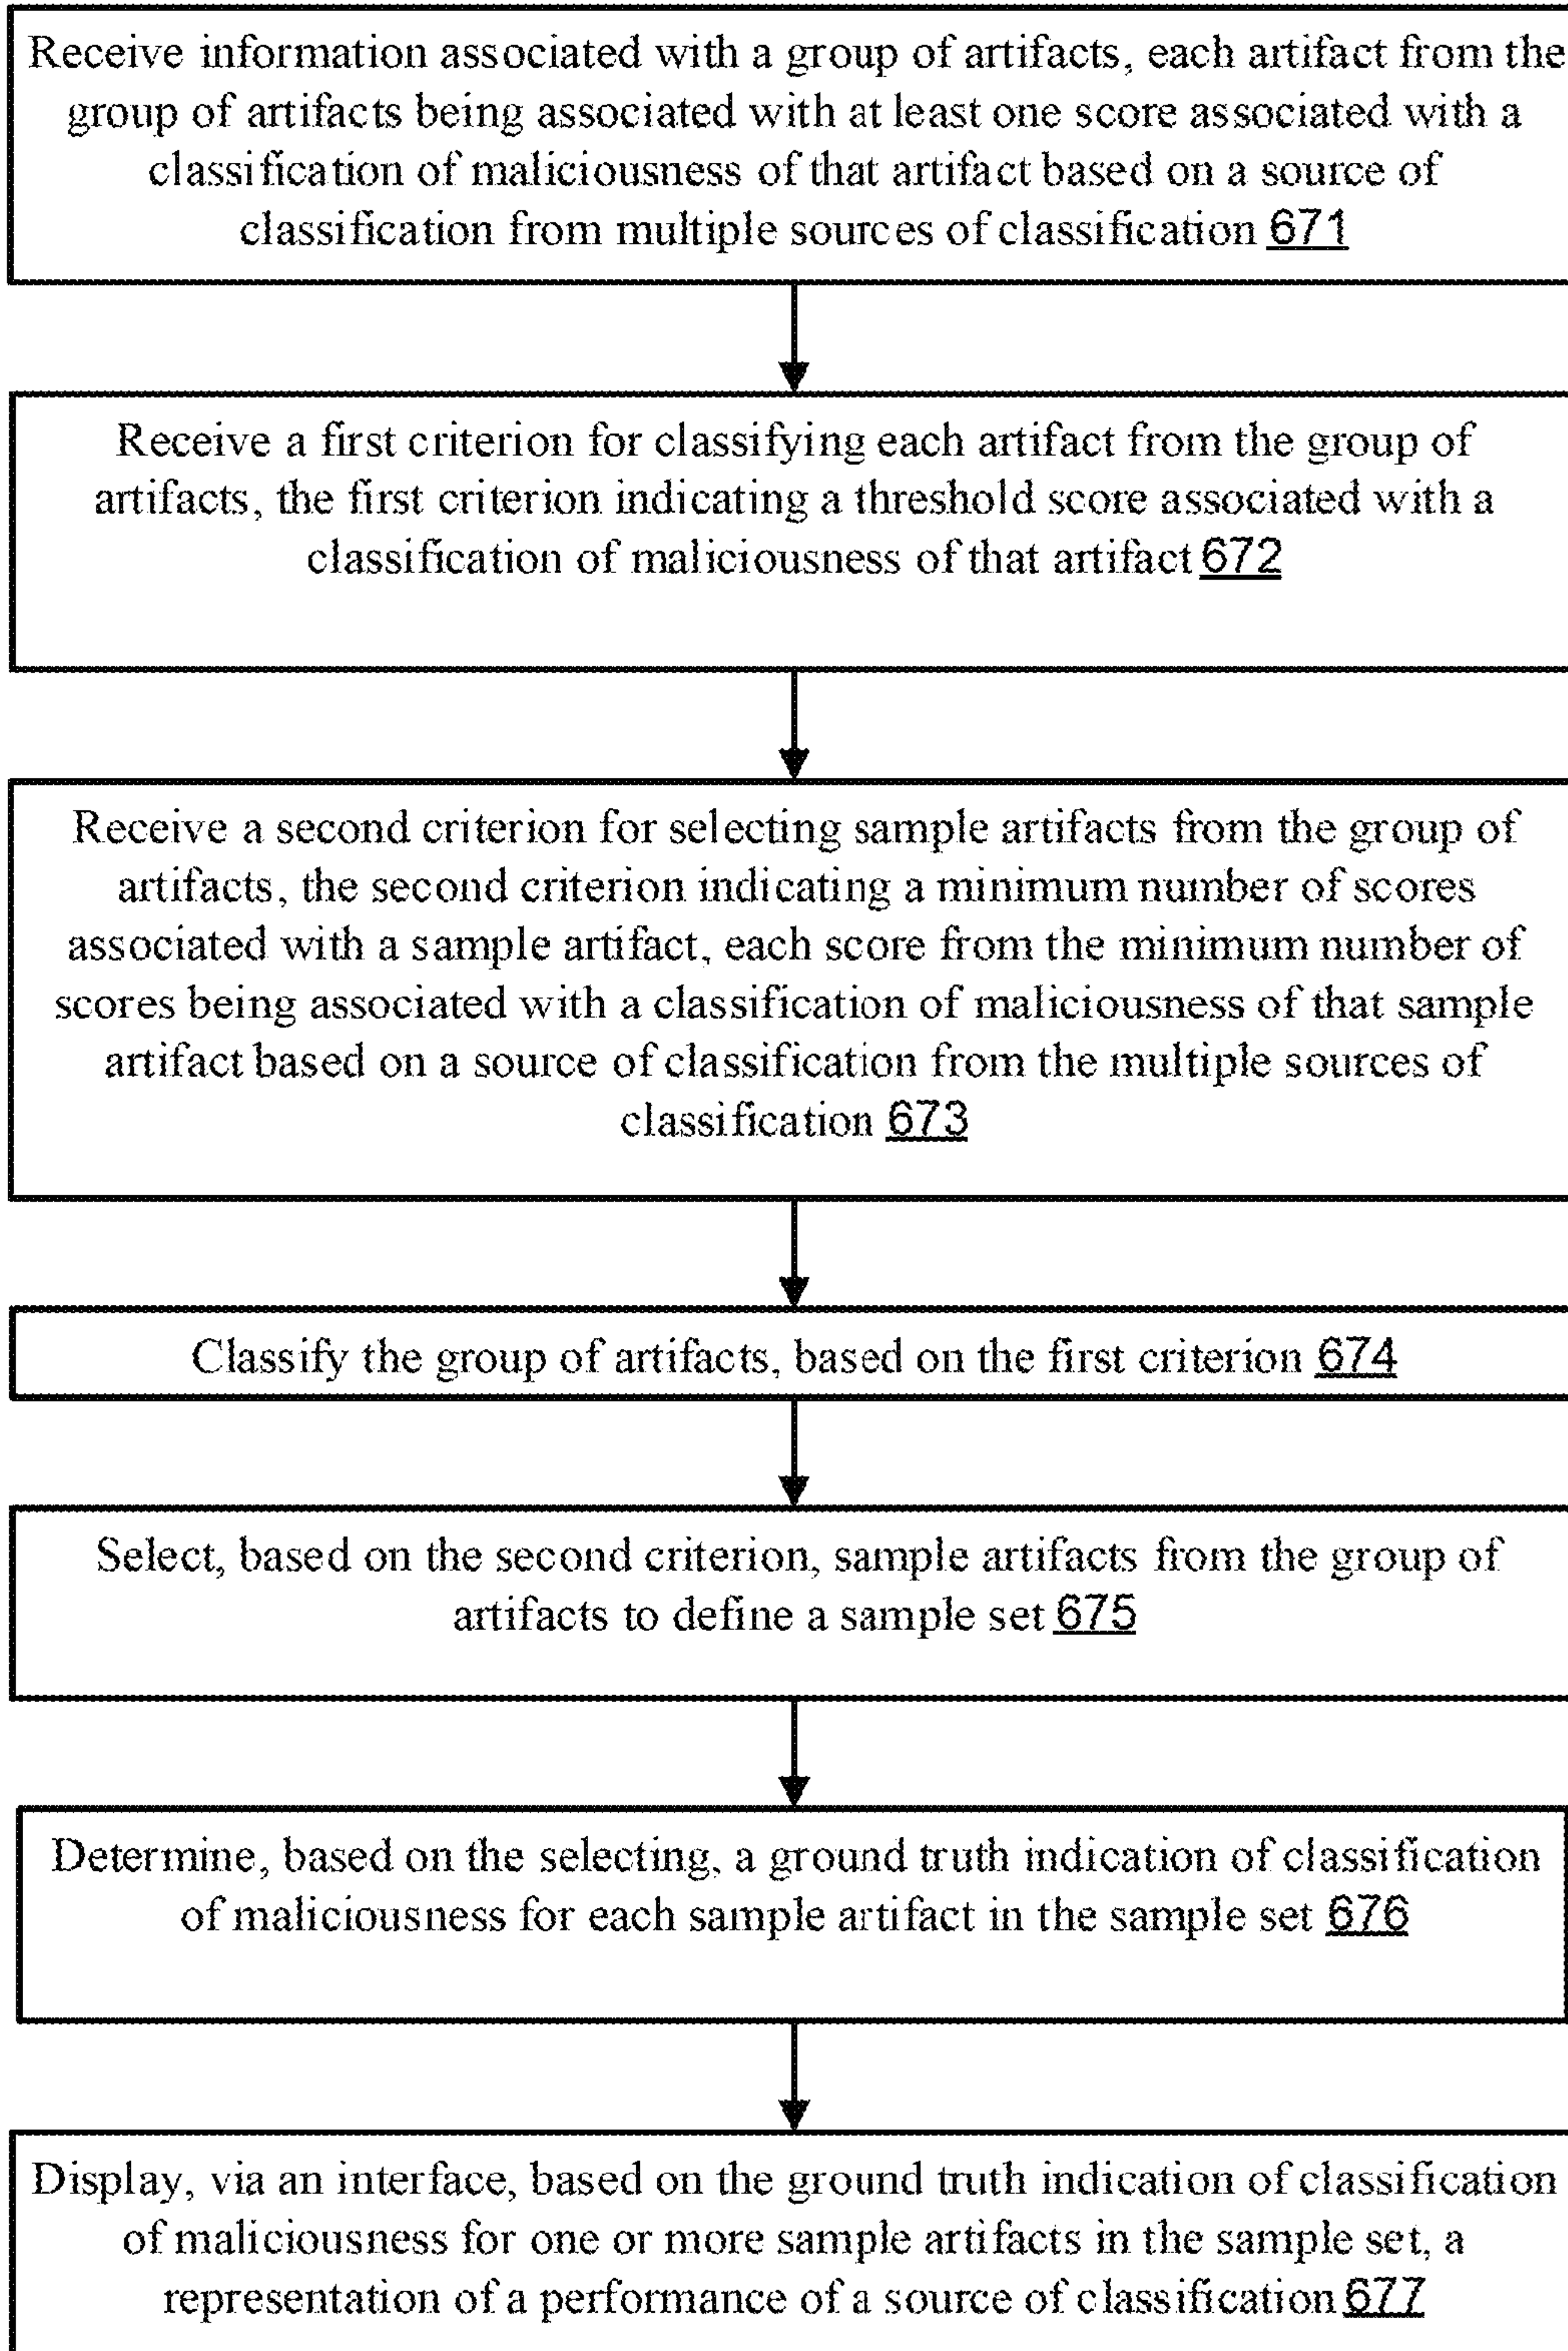 Receive information associated with a group of artifacts, each artifact from the
group of artifacts being associated with at least one score associated with a
classification of maliciousness of that artifact based on a source of
classification from multiple sources of classification 671
Receive a first criterion for classifying each artifact from the group of
artifacts, the first criterion indicating a threshold score associated with a
classification of maliciousness of that artifact 672
Receive a second criterion for selecting sample artifacts from the group of
artifacts, the second criterion indicating a minimum number of scores
associated with a sample artifact, each score from the minimum number of
scores being associated with a classification of maliciousness of that sample
artifact based on a source of classification from the multiple sources of
classification 673
Classify the group of artifacts, based on the first criterion 674
Select, based on the second criterion, sample artifacts from the group of
artifacts to define a sample set 675
Determine, based on the selecting, a ground truth indication of classification
of maliciousness for each sample artifact in the sample set 676
Display, via an interface, based on the ground truth indication of classification
of maliciousness for one or more sample artifacts in the sample set, a
representation of a performance of a source of classification 677